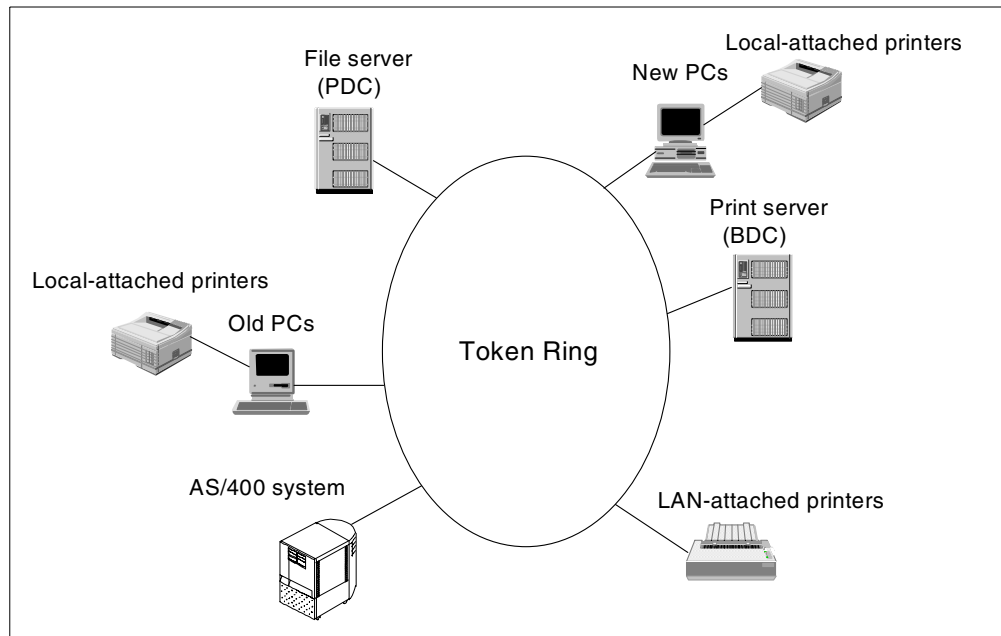 File server
(PDC)
Local-attached printers
New PCs
Print server
(BDC)
Local-attached printers
Old PCs
Token Ring
AS/400 system
LAN-attached printers